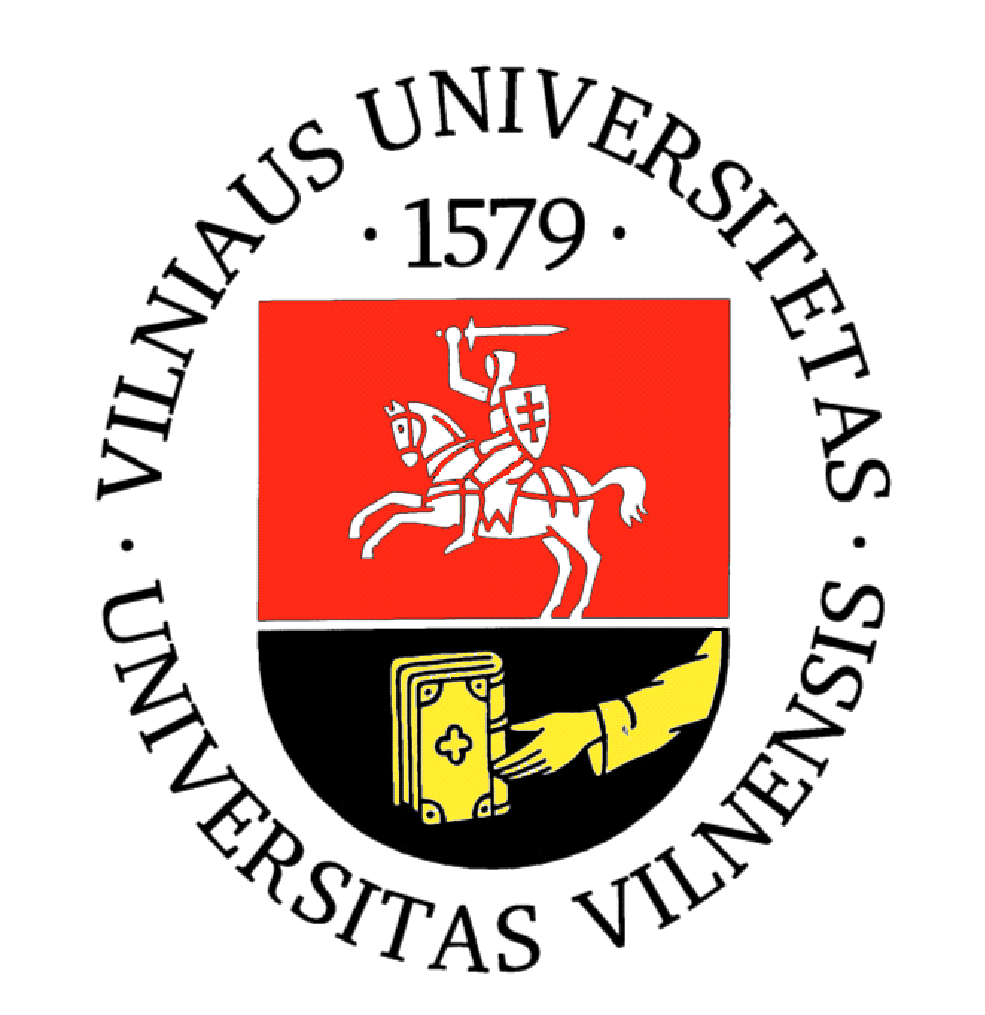 VILNIAUS UNIVERSITETAS
· 1579 ·
· UNIVERSITAS VILNENSIS ·